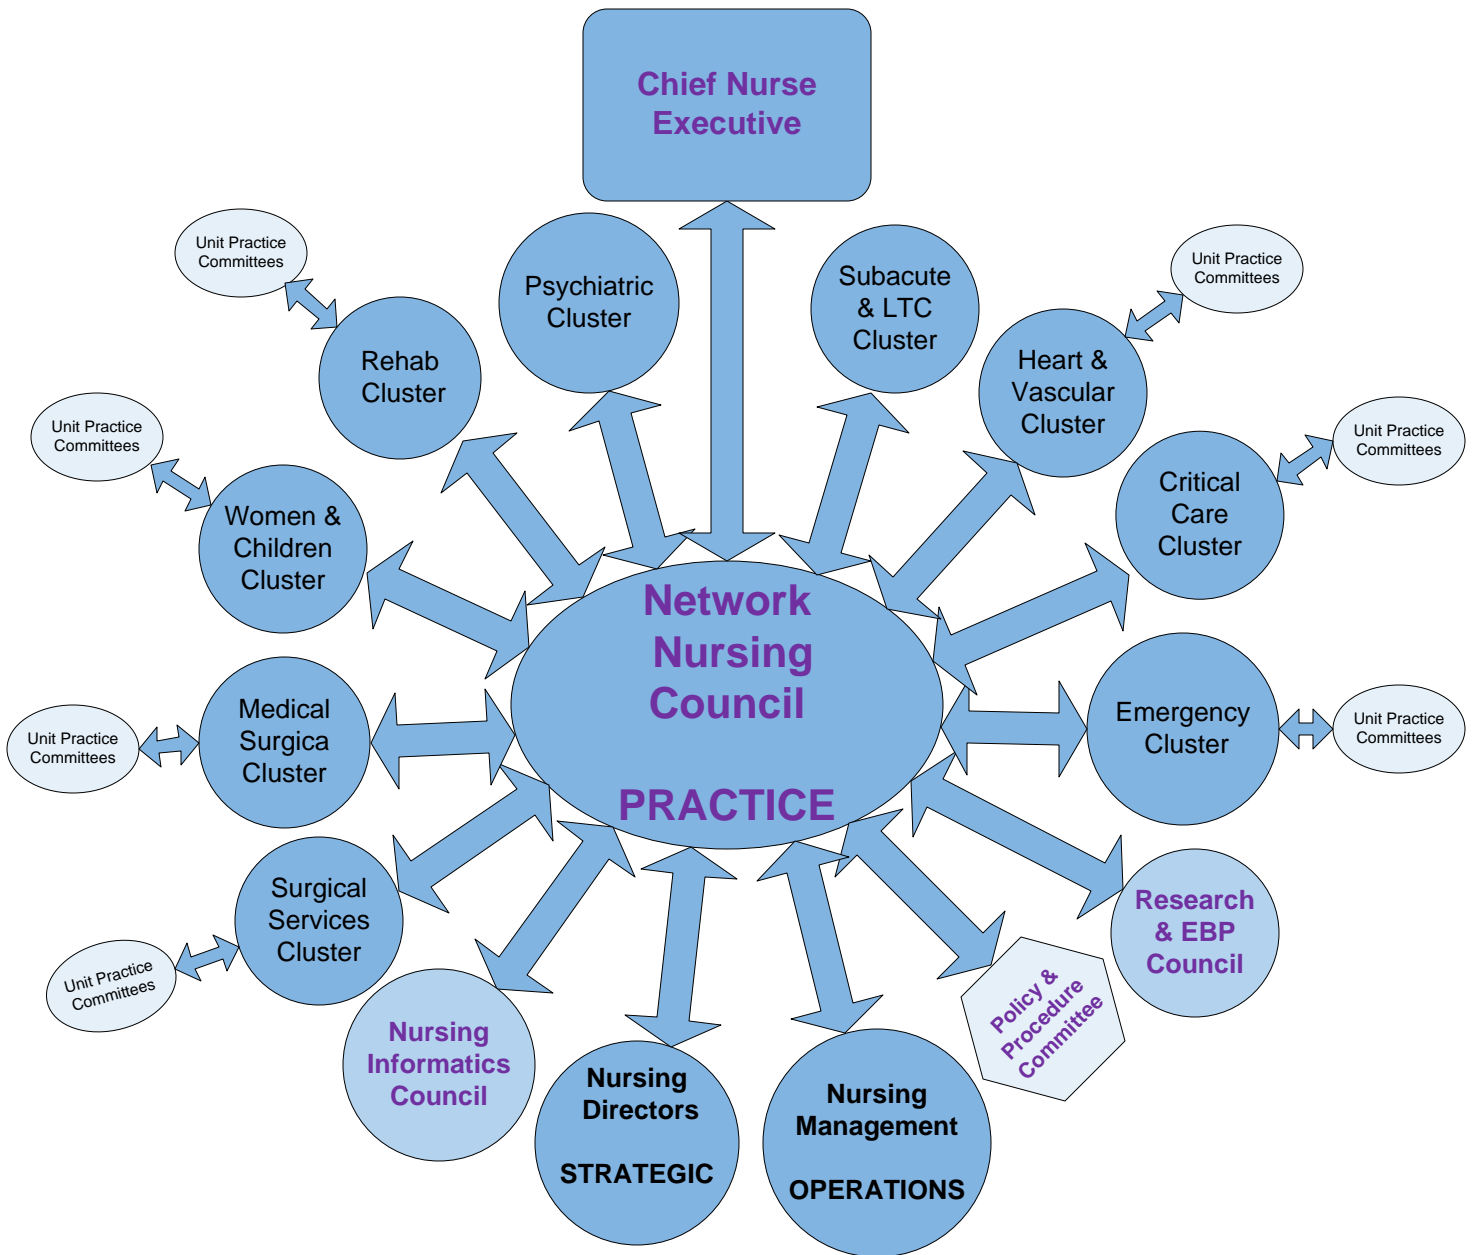 Chief Nurse
Executive
Unit Practice
Committees
Psychiatric
Cluster
Subacute
& LTC
Cluster
Unit Practice
Committees
Rehab
Cluster
Heart &
Vascular
Cluster
Unit Practice
Committees
Unit Practice
Committees
Women &
Children
Cluster
Critical
Care
Cluster
Network
Nursing
Council
PRACTICE
Unit Practice
Committees
Medical
Surgica
Cluster
Emergency
Cluster
Unit Practice
Committees
Surgical
Services
Cluster
Unit Practice
Committees
Research
& EBP
Council
Policy &
Procedure
Committee
Nursing
Informatics
Council
Nursing
Directors
STRATEGIC
Nursing
Management
OPERATIONS